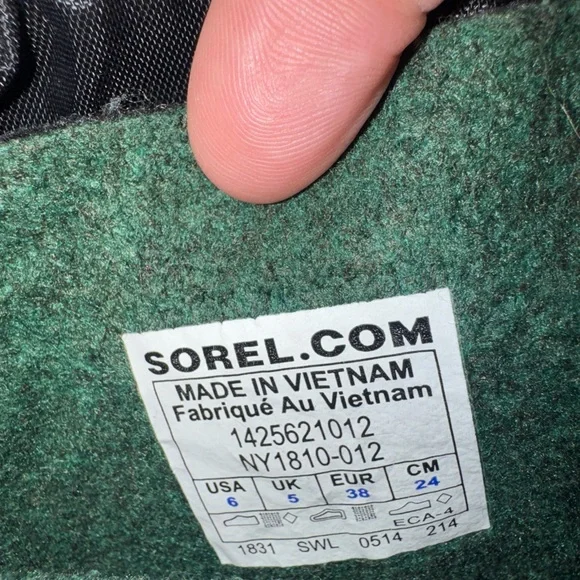 SOREL.COM
MADE IN VIETNAM
Fabriqué Au Vietnam
1425621012
NY1810-012
USA UK EUR CM
6 5 38 24
ECA-4
1831 SWL 0514 214